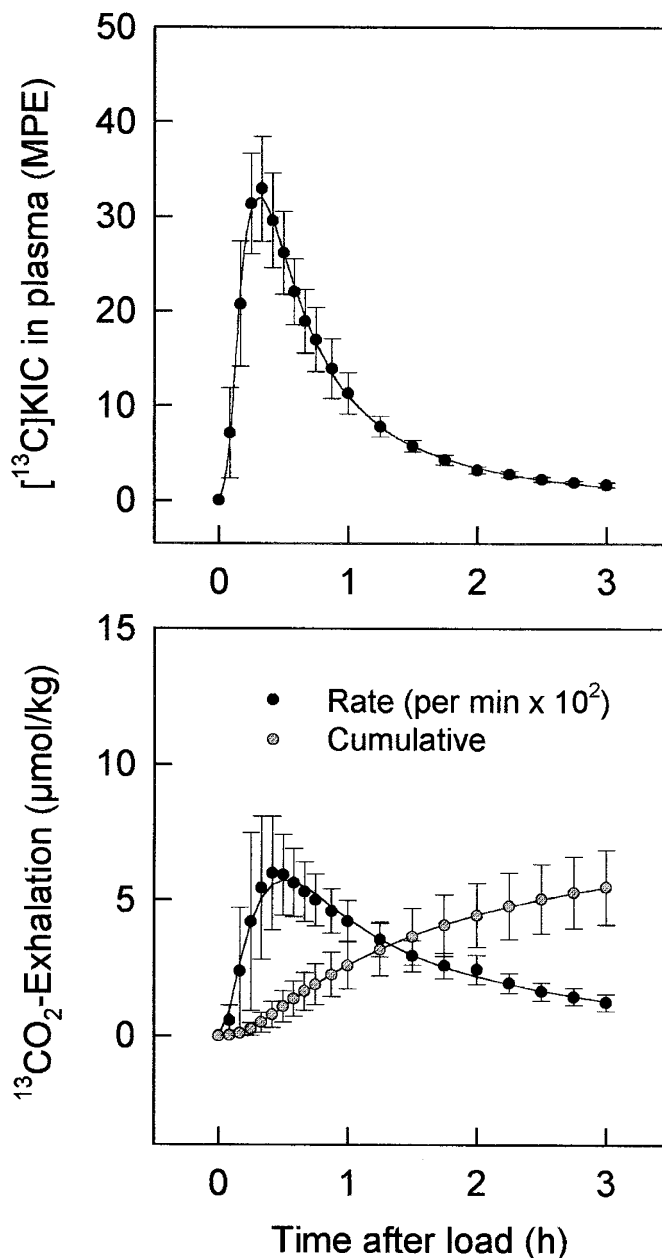 50
40
30
20
10
0
[¹³C]KIC in plasma (MPE)
0 1 2 3
15
10
5
0
¹³CO₂-Exhalation (µmol/kg)
Rate (per min x 10²)
Cumulative
0 1 2 3
Time after load (h)